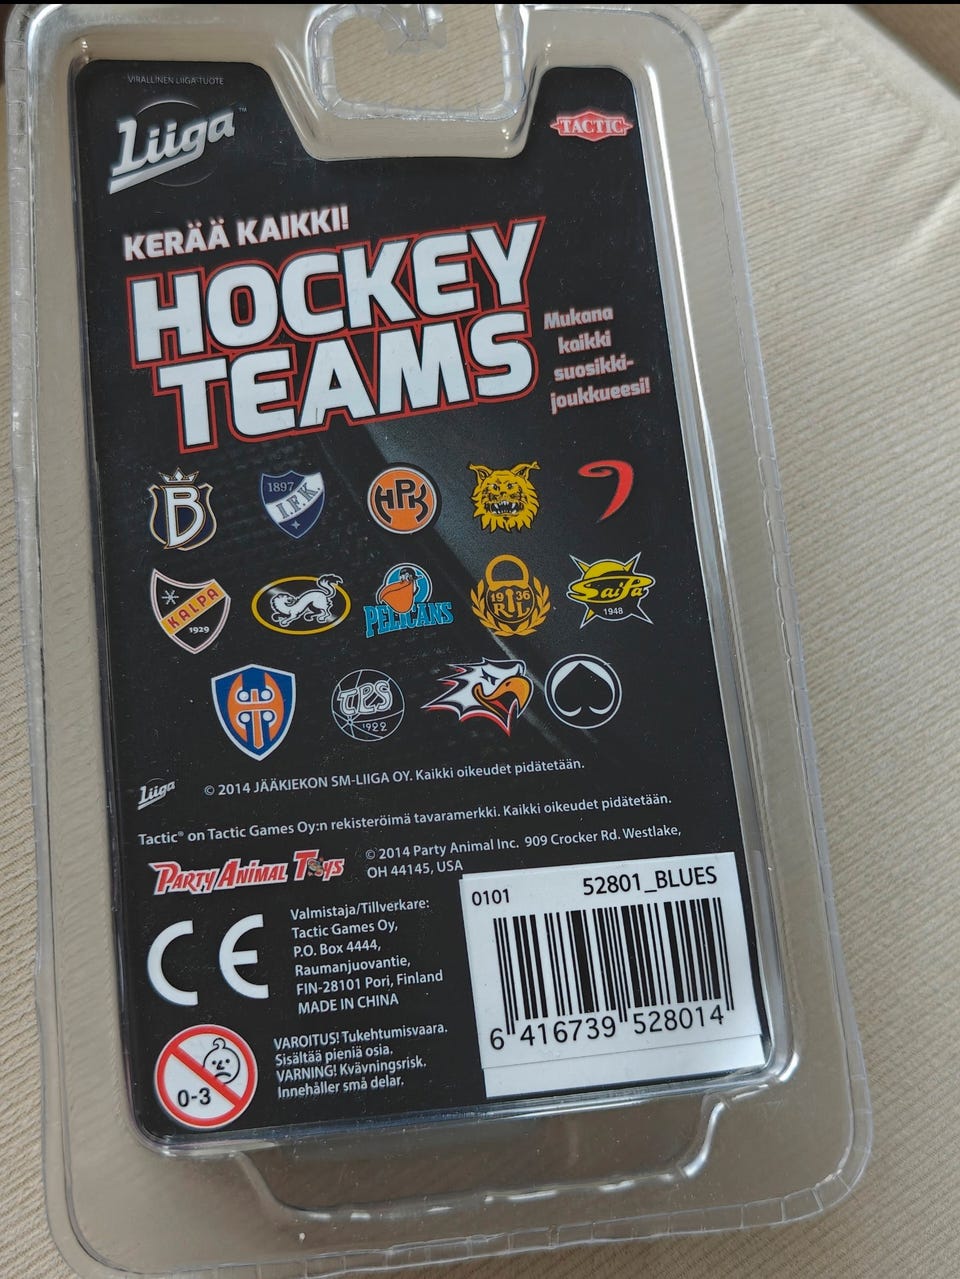 VIRALLINEN LIIGA-TUOTE
Liiga™
TACTIC
KERÄÄ KAIKKI!
HOCKEY
TEAMS
Mukana
kaikki
suosikki-
joukkueesi!
B
1897
I.F.K.
HPK
KALPA
1929
PELICANS
19 36
RL
SaiPa
1948
TPS
1922
Liiga
© 2014 JÄÄKIEKON SM-LIIGA OY. Kaikki oikeudet pidätetään.
Tactic® on Tactic Games Oy:n rekisteröimä tavaramerkki. Kaikki oikeudet pidätetään.
PARTY ANIMAL TOYS
© 2014 Party Animal Inc. 909 Crocker Rd. Westlake,
OH 44145, USA
CE
Valmistaja/Tillverkare:
Tactic Games Oy,
P.O. Box 4444,
Raumanjuovantie,
FIN-28101 Pori, Finland
MADE IN CHINA
0101 52801_BLUES
6 416739 528014
0-3
VAROITUS! Tukehtumisvaara.
Sisältää pieniä osia.
VARNING! Kvävningsrisk.
Innehåller små delar.